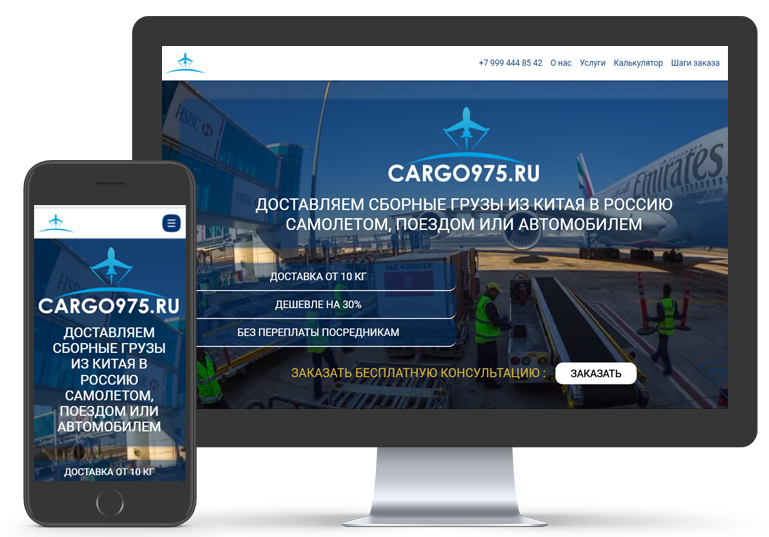 +7 999 444 85 42 О нас Услуги Калькулятор Шаги заказа
HSBC
CARGO975.RU
Emirates
ДОСТАВЛЯЕМ СБОРНЫЕ ГРУЗЫ ИЗ КИТАЯ В РОССИЮ
САМОЛЕТОМ, ПОЕЗДОМ ИЛИ АВТОМОБИЛЕМ
ДОСТАВКА ОТ 10 КГ
ДЕШЕВЛЕ НА 30%
БЕЗ ПЕРЕПЛАТЫ ПОСРЕДНИКАМ
ЗАКАЗАТЬ БЕСПЛАТНУЮ КОНСУЛЬТАЦИЮ : ЗАКАЗАТЬ
CARGO975.RU
ДОСТАВЛЯЕМ
СБОРНЫЕ ГРУЗЫ
ИЗ КИТАЯ В
РОССИЮ
САМОЛЕТОМ,
ПОЕЗДОМ ИЛИ
АВТОМОБИЛЕМ
ДОСТАВКА ОТ 10 КГ